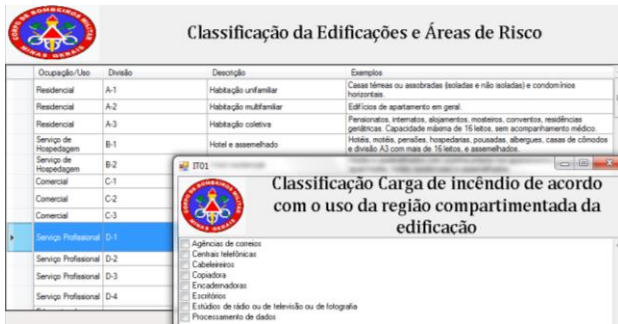 CORPO DE BOMBEIROS MILITAR
MINAS GERAIS
Classificação da Edificações e Áreas de Risco
Ocupação/Uso Divisão Descrição Exemplos
Residencial A-1 Habitação unifamiliar Casas térreas ou assobradas (isoladas e não isoladas) e condomínios horizontais.
Residencial A-2 Habitação multifamiliar Edifícios de apartamento em geral.
Residencial A-3 Habitação coletiva Pensionatos, internatos, alojamentos, mosteiros, conventos, residências geriátricas. Capacidade máxima de 16 leitos, sem acompanhamento médico.
Serviço de Hospedagem B-1 Hotel e assemelhado Hotéis, motéis, pensões, hospedarias, pousadas, albergues, casas de cômodos e divisão A3 com mais de 16 leitos, e assemelhados.
Serviço de Hospedagem B-2
Comercial C-1
Comercial C-2
Comercial C-3
Serviço Profissional D-1
Serviço Profissional D-2
Serviço Profissional D-3
Serviço Profissional D-4
IT01
Classificação Carga de incêndio de acordo
com o uso da região compartimentada da
edificação
Agências de correios
Centrais telefônicas
Cabeleireiros
Copiadora
Encadernadoras
Escritórios
Estúdios de rádio ou de televisão ou de fotografia
Processamento de dados